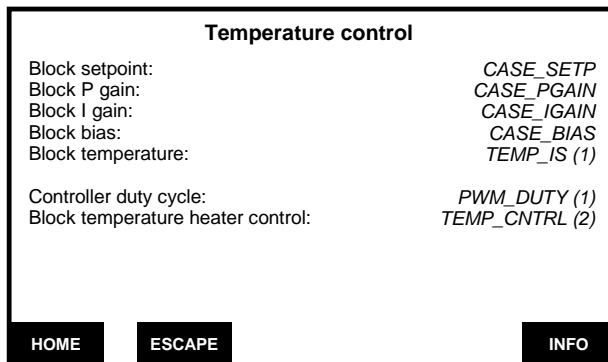 Temperature control
Block setpoint: CASE_SETP
Block P gain: CASE_PGAIN
Block I gain: CASE_IGAIN
Block bias: CASE_BIAS
Block temperature: TEMP_IS (1)
Controller duty cycle: PWM_DUTY (1)
Block temperature heater control: TEMP_CNTRL (2)
HOME ESCAPE INFO